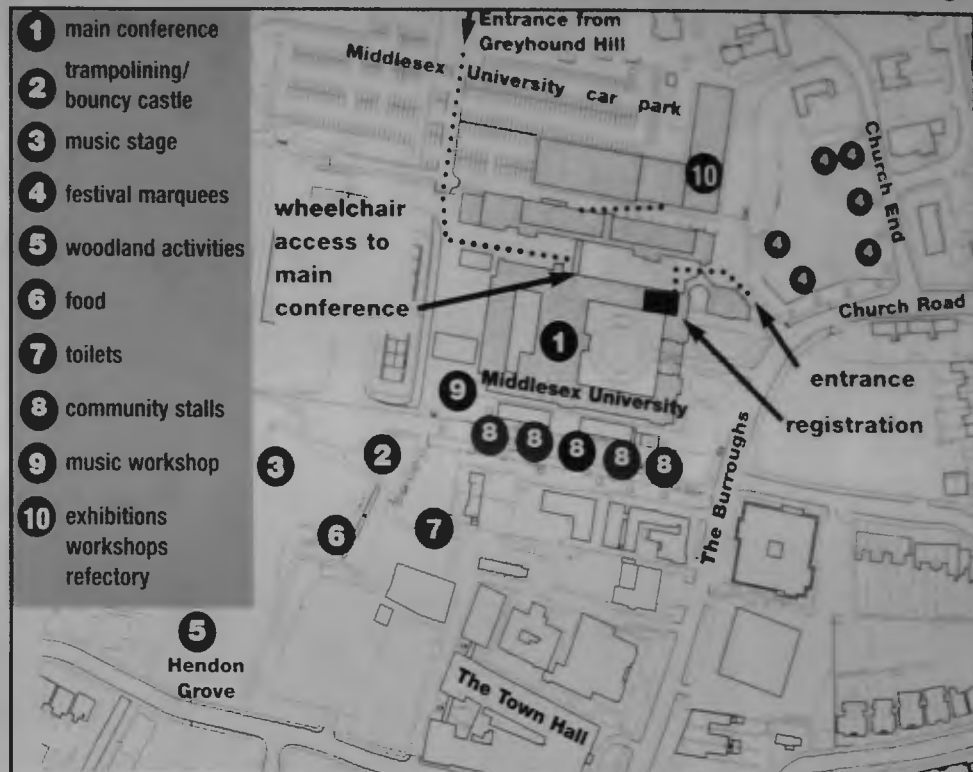 1 main conference
2 trampolining/
bouncy castle
3 music stage
4 festival marquees
5 woodland activities
6 food
7 toilets
8 community stalls
9 music workshop
10 exhibitions
workshops
refectory
Entrance from
Greyhound Hill
Middlesex University car park
10
4 4
4
4 4
4
Church End
wheelchair
access to
main
conference
Church Road
1
entrance
registration
9 Middlesex University
8 8 8 8 8
The Burroughs
3 2
6 7
5
Hendon
Grove
The Town Hall